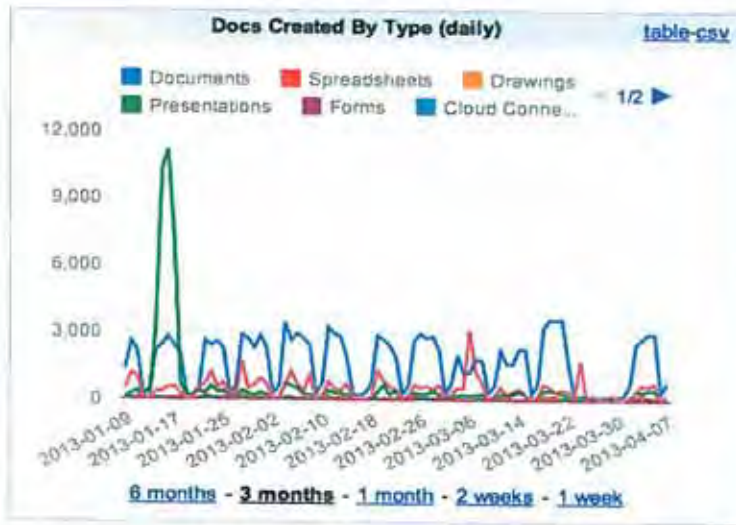 Docs Created By Type (daily) table-csv
Documents Spreadsheets Drawings
Presentations Forms Cloud Conne... 1/2
12,000
9,000
6,000
3,000
0
2013-01-09 2013-01-17 2013-01-25 2013-02-02 2013-02-10 2013-02-18 2013-02-26 2013-03-06 2013-03-14 2013-03-22 2013-03-30 2013-04-07
6 months - 3 months - 1 month - 2 weeks - 1 week